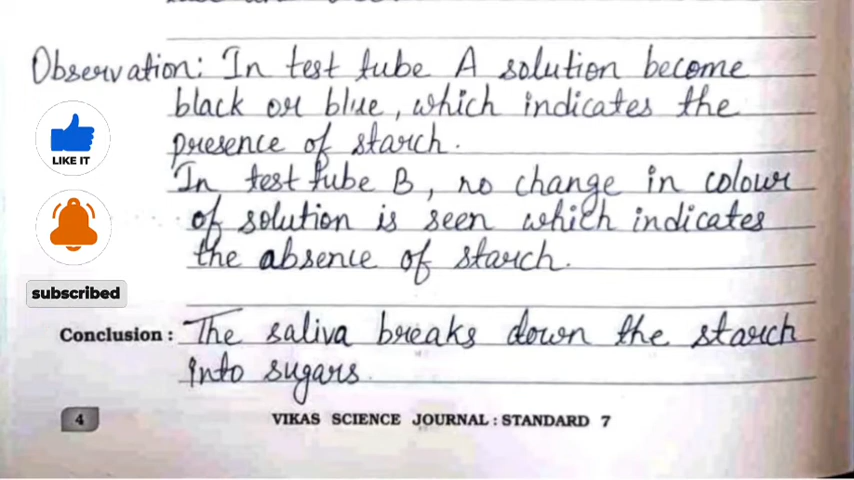 Observation: In test tube A solution become
black or blue, which indicates the
presence of starch.
In test tube B, no change in colour
of solution is seen which indicates
the absence of starch.
LIKE IT
subscribed
Conclusion: The saliva breaks down the starch
into sugars
4
VIKAS SCIENCE JOURNAL: STANDARD 7